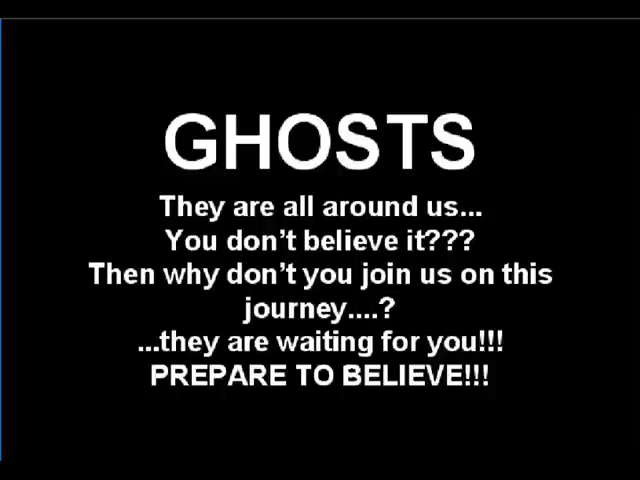 GHOSTS
They are all around us...
You don't believe it???
Then why don't you join us on this
journey....?
...they are waiting for you!!!
PREPARE TO BELIEVE!!!